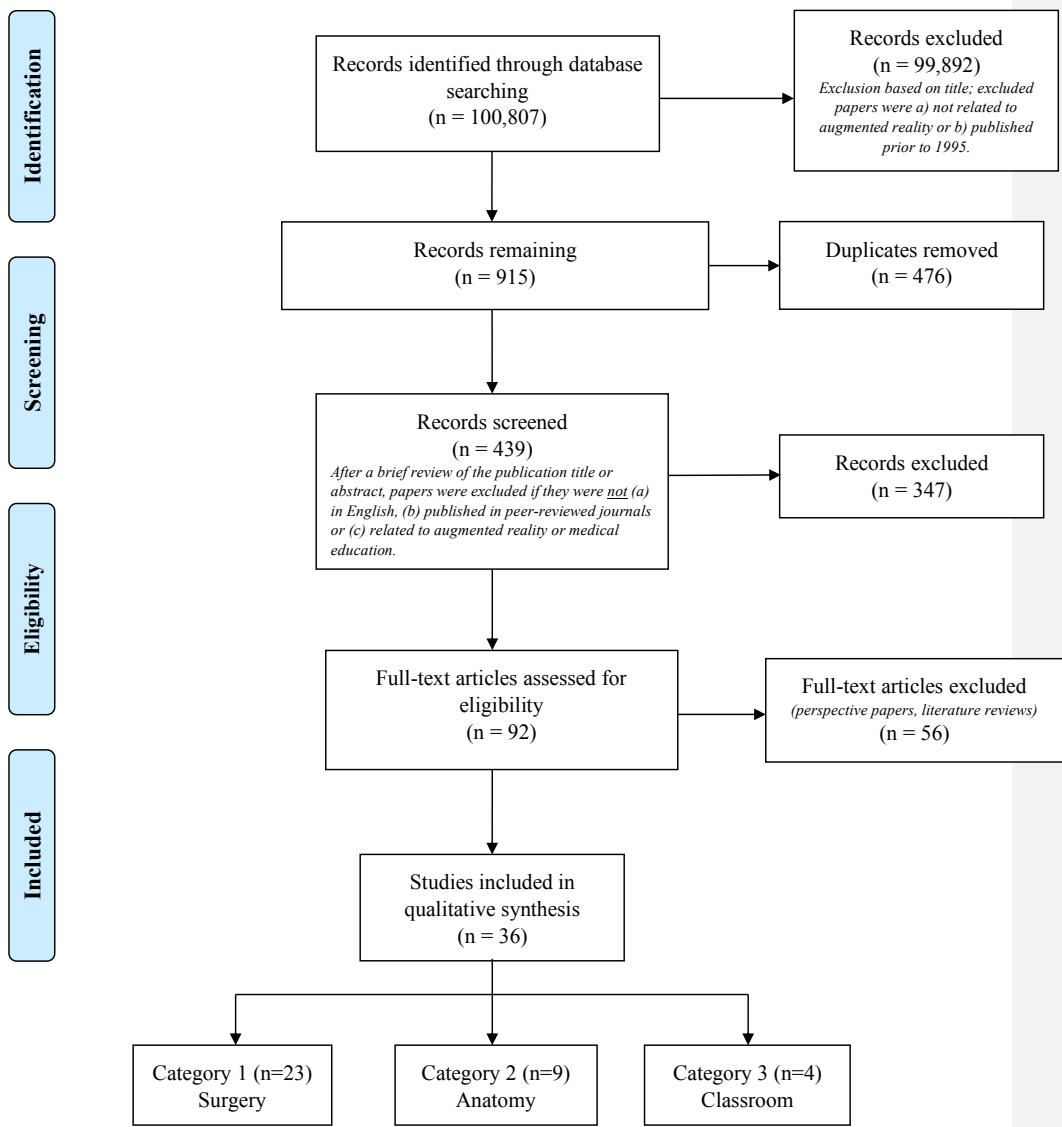 Identification
Records identified through database
searching
(n = 100,807)
Records excluded
(n = 99,892)
Exclusion based on title; excluded
papers were a) not related to
augmented reality or b) published
prior to 1995.
Screening
Records remaining
(n = 915)
Duplicates removed
(n = 476)
Records screened
(n = 439)
After a brief review of the publication title or
abstract, papers were excluded if they were not (a)
in English, (b) published in peer-reviewed journals
or (c) related to augmented reality or medical
education.
Records excluded
(n = 347)
Eligibility
Full-text articles assessed for
eligibility
(n = 92)
Full-text articles excluded
(perspective papers, literature reviews)
(n = 56)
Included
Studies included in
qualitative synthesis
(n = 36)
Category 1 (n=23)
Surgery
Category 2 (n=9)
Anatomy
Category 3 (n=4)
Classroom